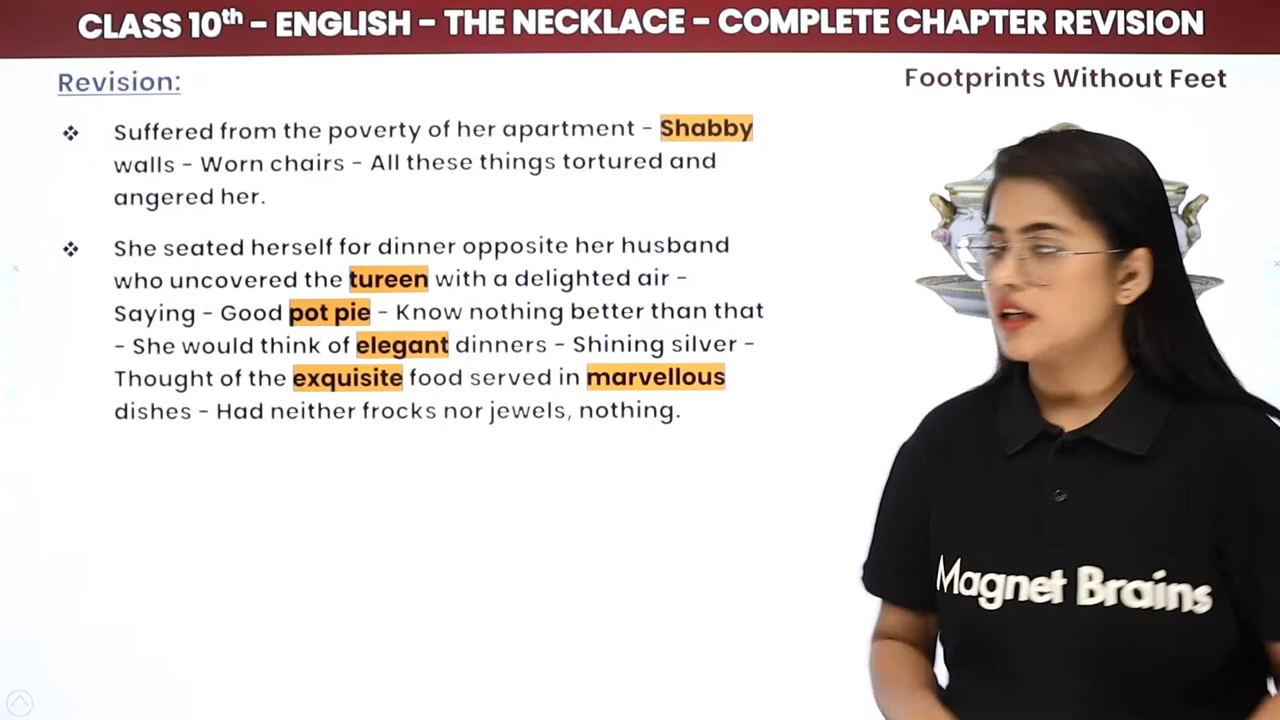 CLASS 10th – ENGLISH – THE NECKLACE – COMPLETE CHAPTER REVISION
Revision:
Footprints Without Feet
❖ Suffered from the poverty of her apartment – Shabby
walls – Worn chairs – All these things tortured and
angered her.
❖ She seated herself for dinner opposite her husband
who uncovered the tureen with a delighted air –
Saying – Good pot pie – Know nothing better than that
– She would think of elegant dinners – Shining silver –
Thought of the exquisite food served in marvellous
dishes – Had neither frocks nor jewels, nothing.
Magnet Brains